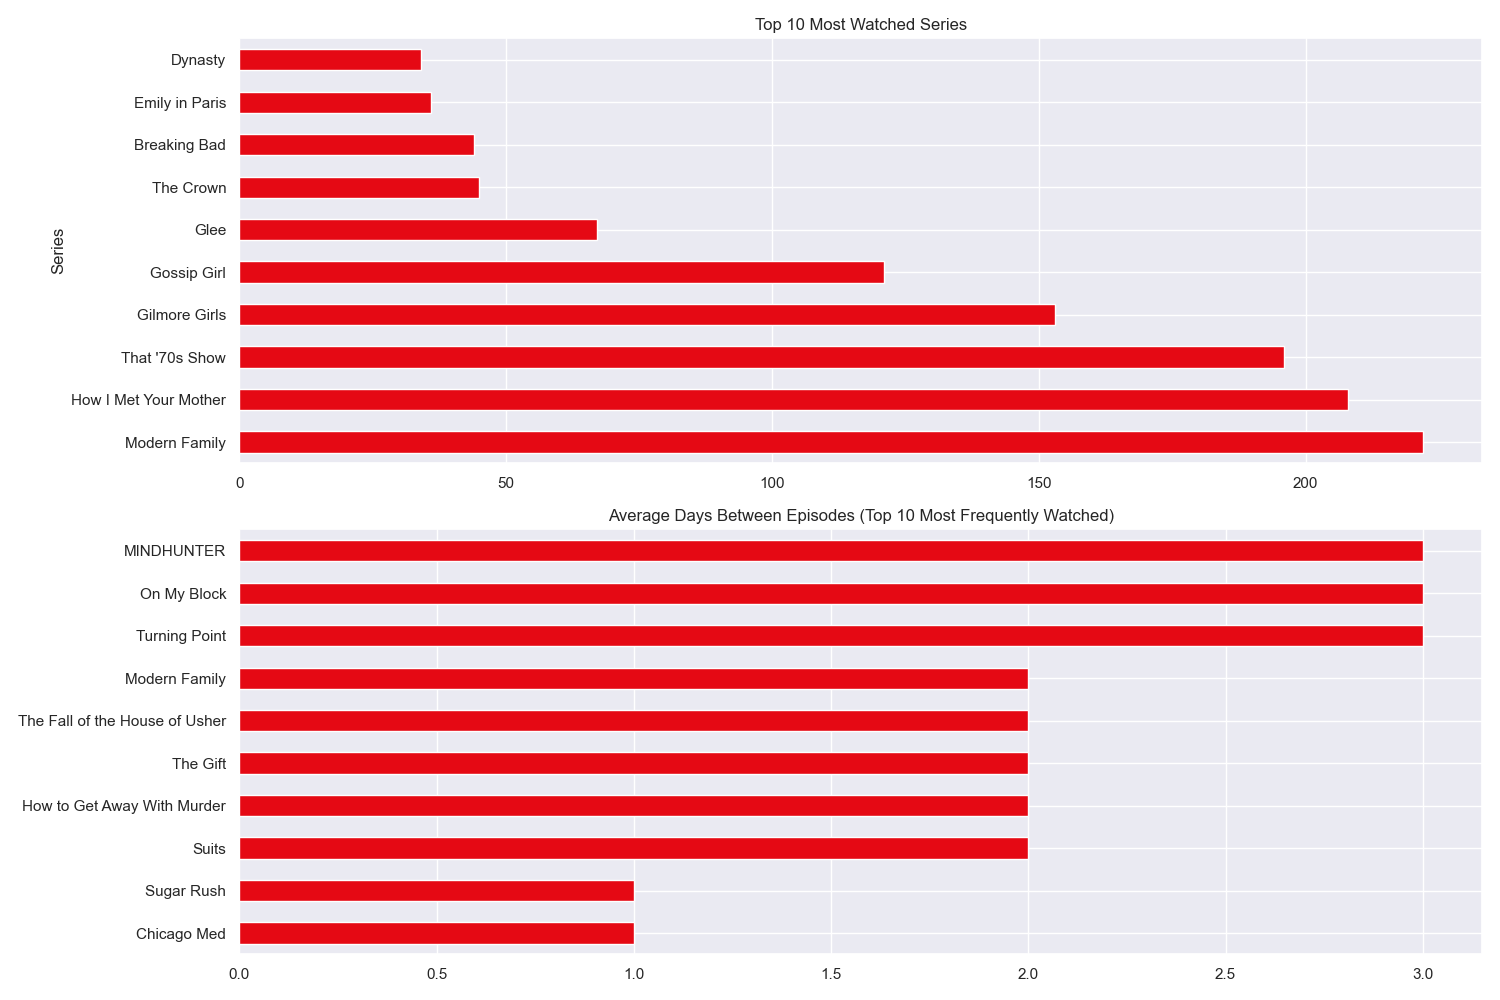 Top 10 Most Watched Series
Series
Dynasty
Emily in Paris
Breaking Bad
The Crown
Glee
Gossip Girl
Gilmore Girls
That '70s Show
How I Met Your Mother
Modern Family
0 50 100 150 200
Average Days Between Episodes (Top 10 Most Frequently Watched)
MINDHUNTER
On My Block
Turning Point
Modern Family
The Fall of the House of Usher
The Gift
How to Get Away With Murder
Suits
Sugar Rush
Chicago Med
0.0 0.5 1.0 1.5 2.0 2.5 3.0